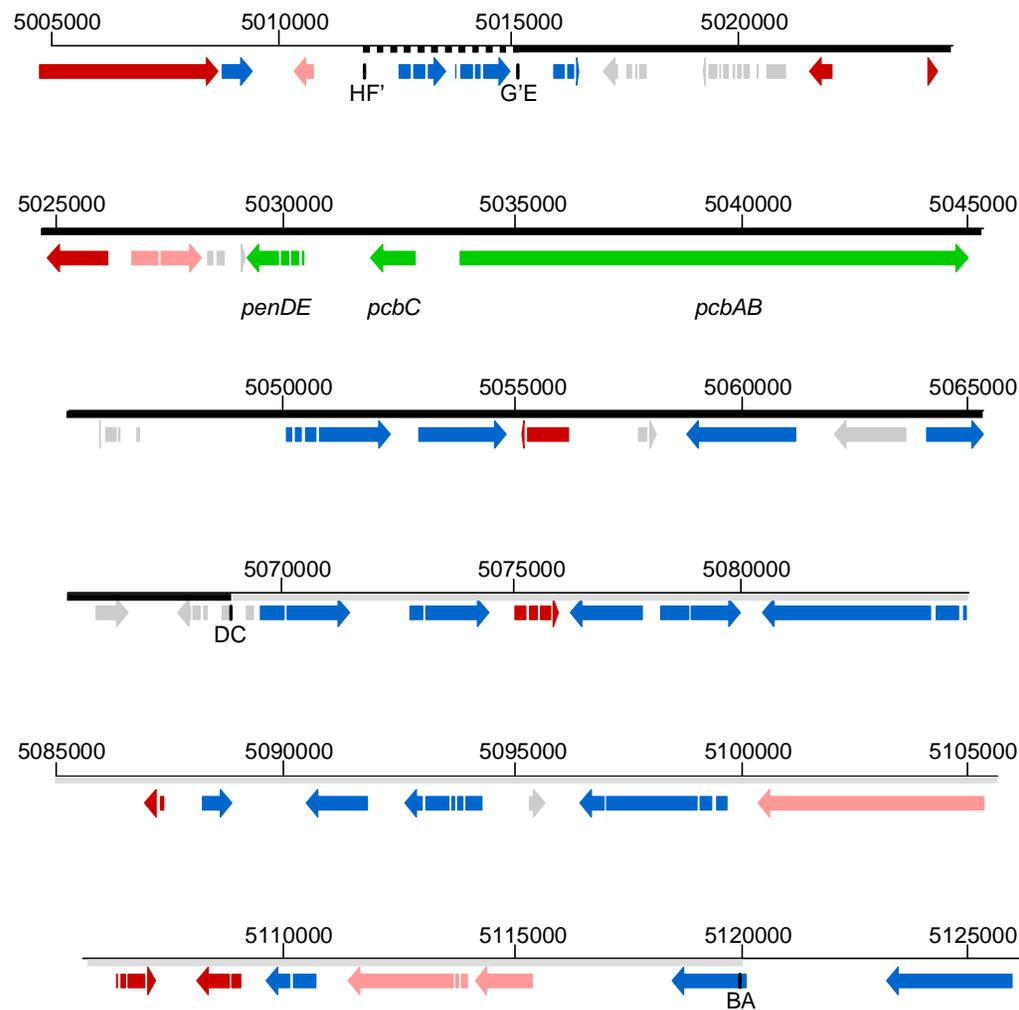 5005000 5010000 5015000 5020000
HF’ G’E
5025000 5030000 5035000 5040000 5045000
penDE pcbC pcbAB
5050000 5055000 5060000 5065000
5070000 5075000 5080000
DC
5085000 5090000 5095000 5100000 5105000
5110000 5115000 5120000 5125000
BA